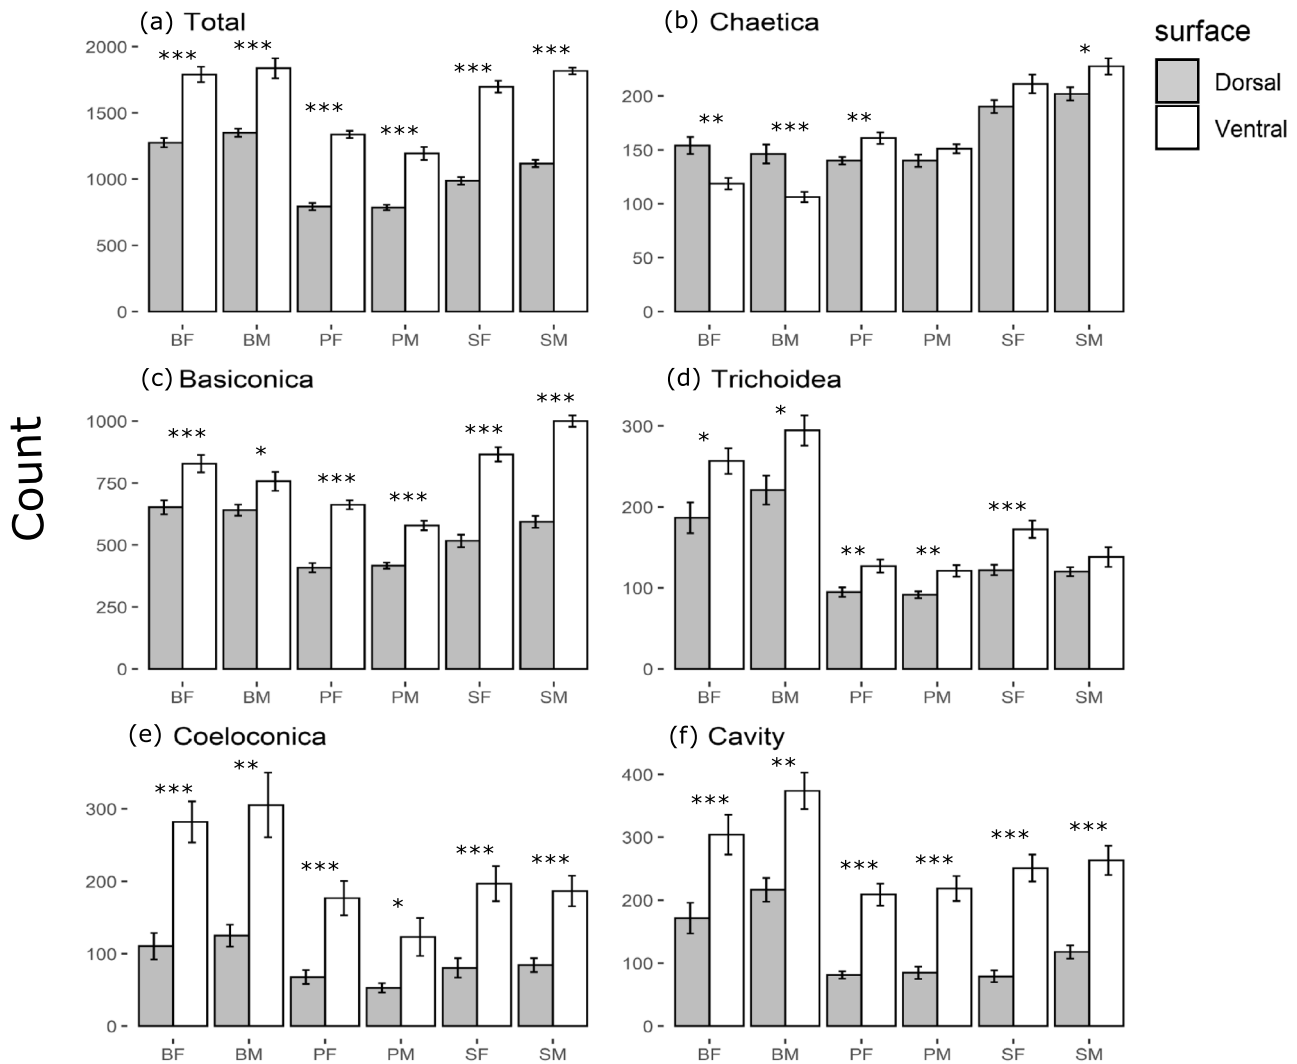 (a) Total
2000
1500
1000
500
0
*** *** *** *** *** ***
BF BM PF PM SF SM
(b) Chaetica
200
150
100
50
0
** *** ** *
BF BM PF PM SF SM
surface
Dorsal
Ventral
Count
(c) Basiconica
1000
750
500
250
0
*** * *** *** *** ***
BF BM PF PM SF SM
(d) Trichoidea
300
200
100
0
* * ** ** ***
BF BM PF PM SF SM
(e) Coeloconica
300
200
100
0
*** ** *** * *** ***
BF BM PF PM SF SM
(f) Cavity
400
300
200
100
0
*** ** *** *** *** ***
BF BM PF PM SF SM